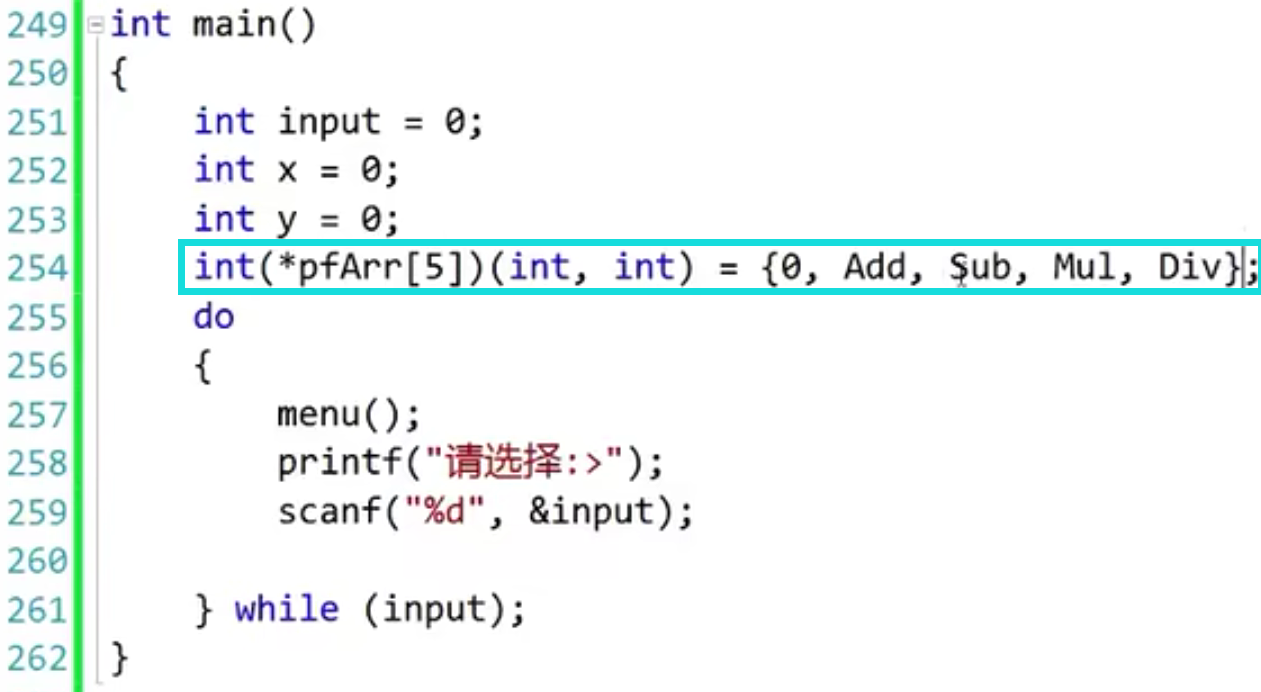 249 int main()
250 {
251 int input = 0;
252 int x = 0;
253 int y = 0;
254 int(*pfArr[5])(int, int) = {0, Add, Sub, Mul, Div};
255 do
256 {
257 menu();
258 printf("请选择:>");
259 scanf("%d", &input);
260
261 } while (input);
262 }